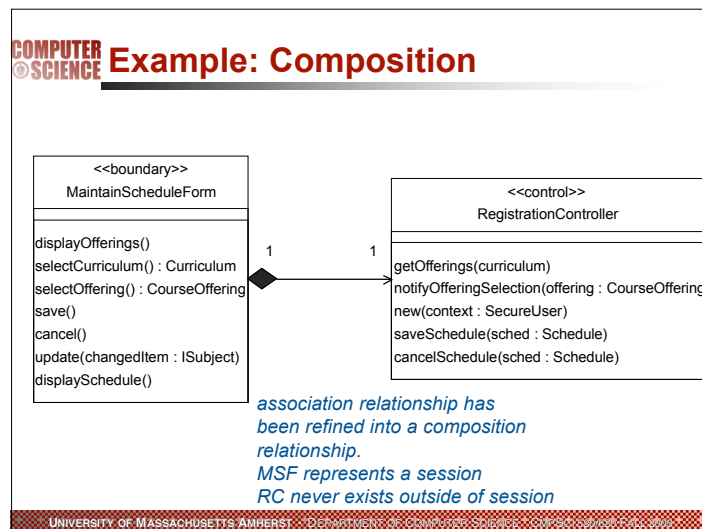 COMPUTER
SCIENCE
Example: Composition
<<boundary>>
MaintainScheduleForm
displayOfferings()
selectCurriculum() : Curriculum
selectOffering() : CourseOffering
save()
cancel()
update(changedItem : ISubject)
displaySchedule()
1
1
<<control>>
RegistrationController
getOfferings(curriculum)
notifyOfferingSelection(offering : CourseOffering
new(context : SecureUser)
saveSchedule(sched : Schedule)
cancelSchedule(sched : Schedule)
association relationship has
been refined into a composition
relationship.
MSF represents a session
RC never exists outside of session
UNIVERSITY OF MASSACHUSETTS AMHERST DEPARTMENT OF COMPUTER SCIENCE CMPSCI 520/620 FALL 2009